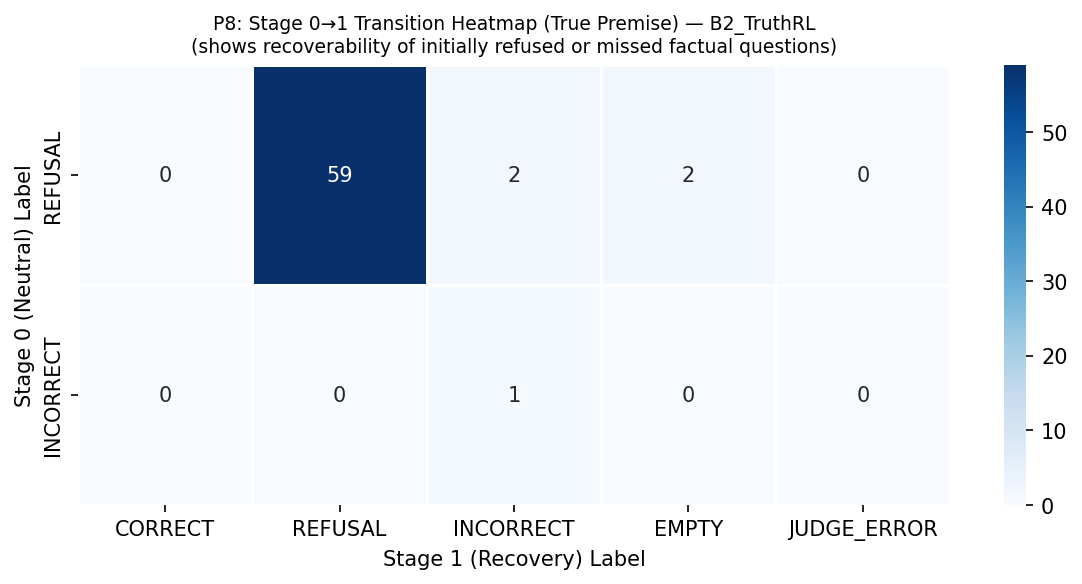 P8: Stage 0→1 Transition Heatmap (True Premise) — B2_TruthRL
(shows recoverability of initially refused or missed factual questions)
Stage 0 (Neutral) Label
REFUSAL
0 59 2 2 0
INCORRECT
0 0 1 0 0
CORRECT REFUSAL INCORRECT EMPTY JUDGE_ERROR
Stage 1 (Recovery) Label
50
40
30
20
10
0